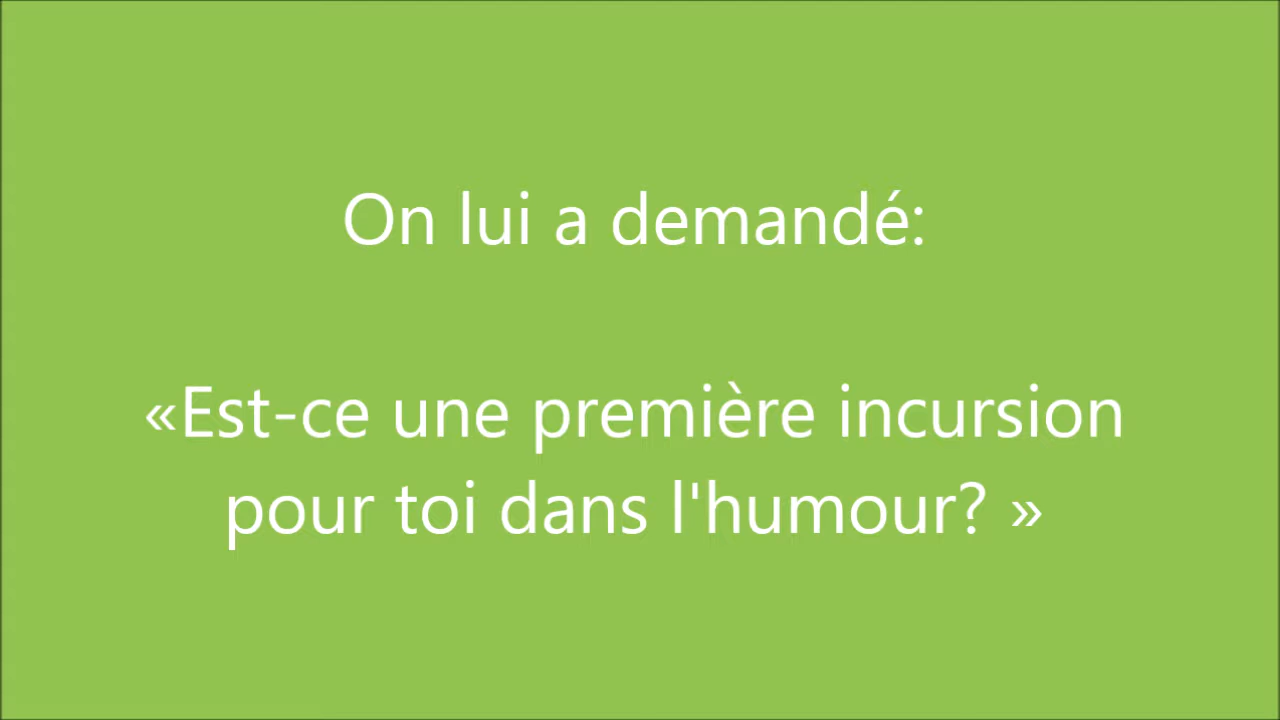 On lui a demandé:
«Est-ce une première incursion
pour toi dans l'humour? »